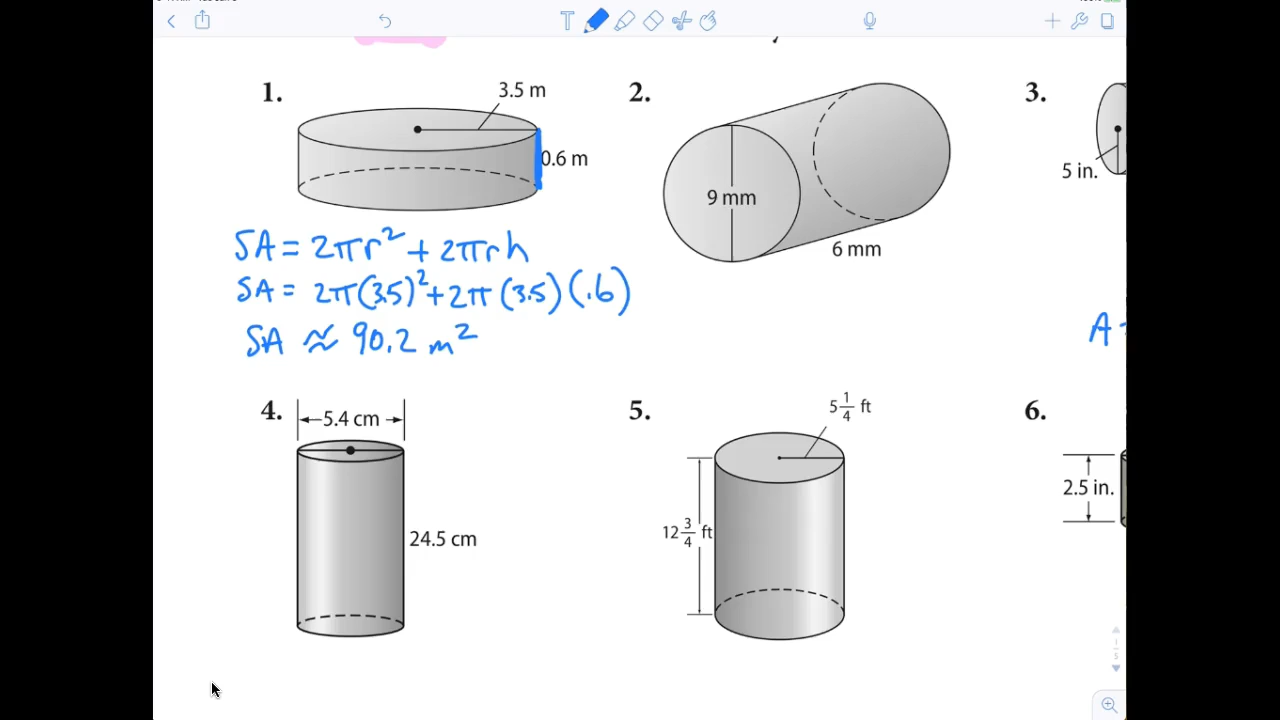 1.
3.5 m
0.6 m
SA = 2πr² + 2πrh
SA = 2π(3.5)² + 2π (3.5)(.6)
SA ≈ 90.2 m²
2.
9 mm
6 mm
3.
5 in.
A =
4.
5.4 cm
24.5 cm
5.
5 1/4 ft
12 3/4 ft
6.
2.5 in.